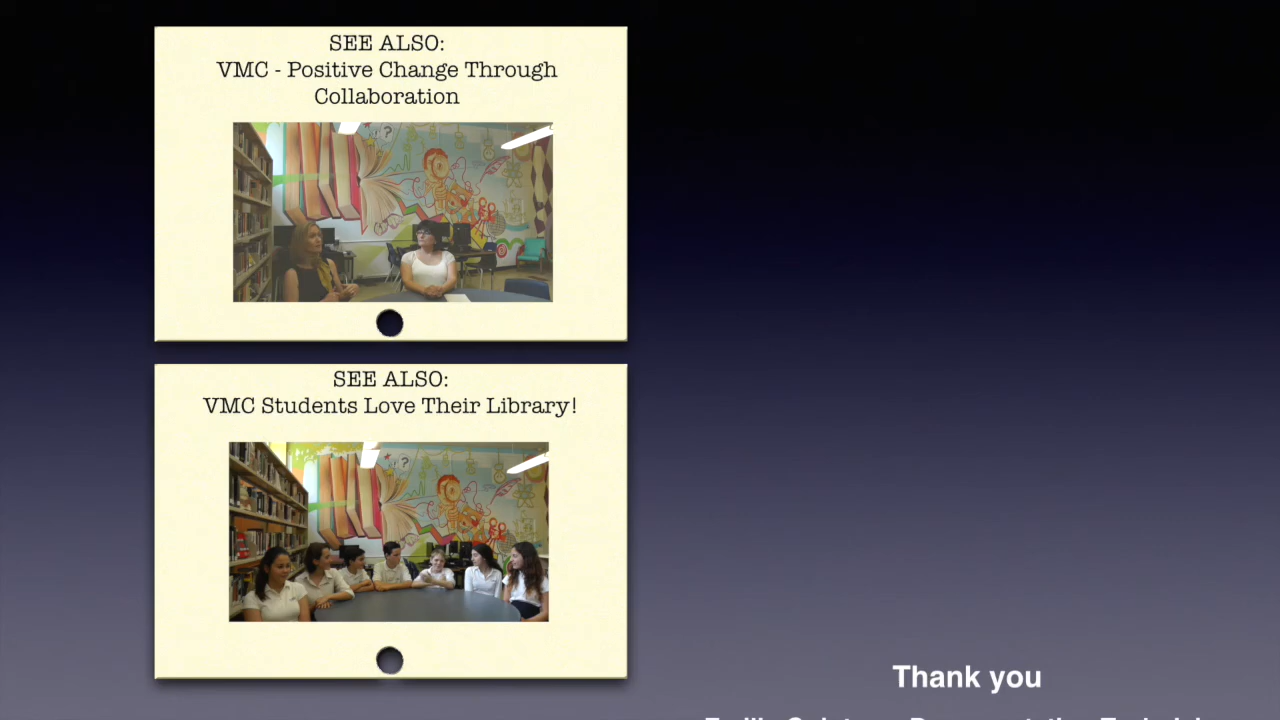 SEE ALSO:
VMC - Positive Change Through
Collaboration
SEE ALSO:
VMC Students Love Their Library!
Thank you